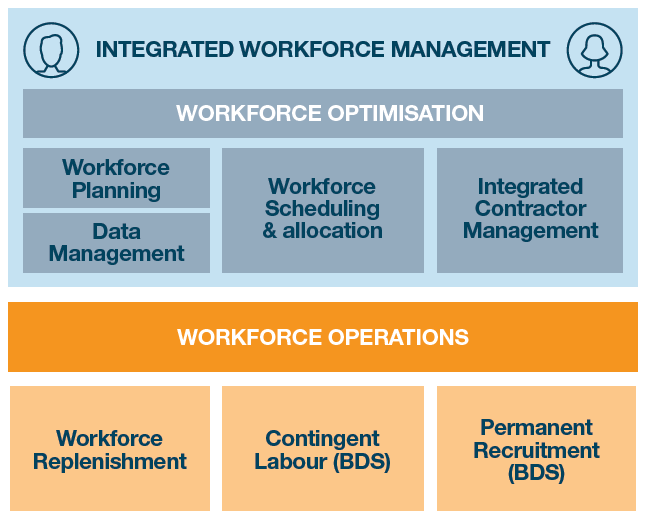 INTEGRATED WORKFORCE MANAGEMENT
WORKFORCE OPTIMISATION
Workforce
Planning
Data
Management
Workforce
Scheduling
& allocation
Integrated
Contractor
Management
WORKFORCE OPERATIONS
Workforce
Replenishment
Contingent
Labour (BDS)
Permanent
Recruitment
(BDS)